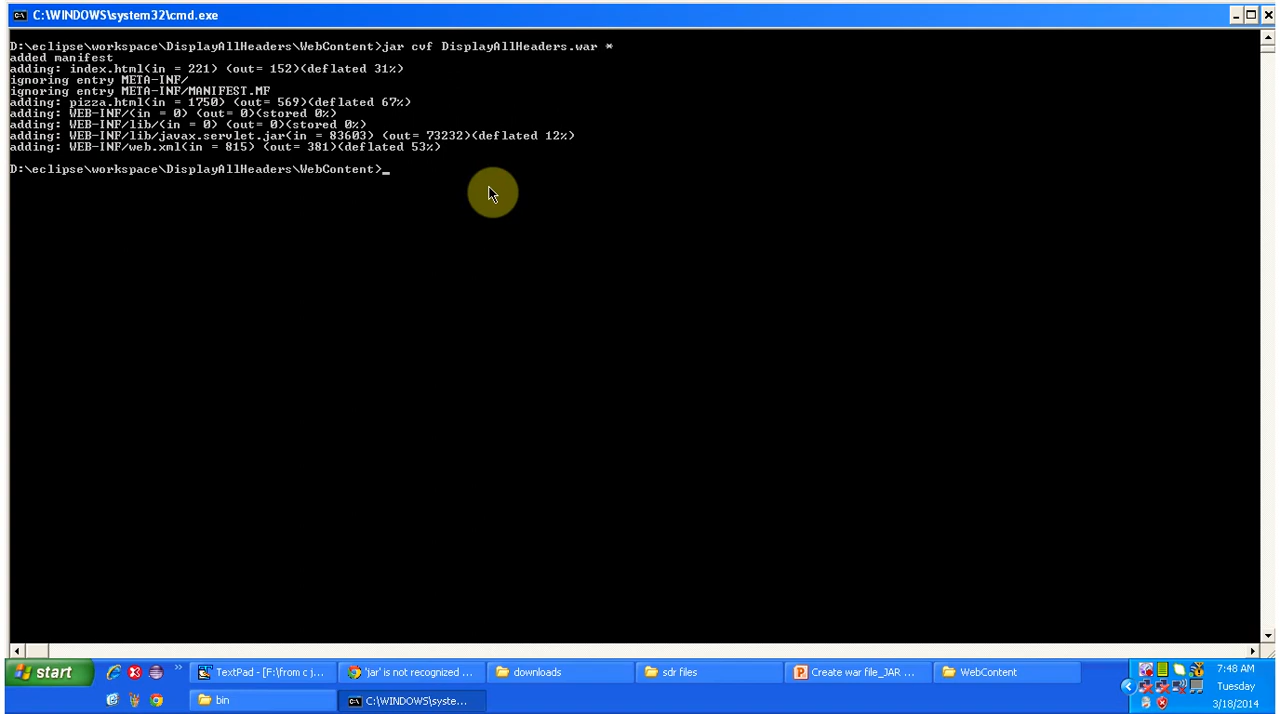 C:\WINDOWS\system32\cmd.exe
D:\eclipse\workspace\DisplayAllHeaders\WebContent>jar cvf DisplayAllHeaders.war *
added manifest
adding: index.html(in = 221) (out= 152)(deflated 31%)
ignoring entry META-INF/
ignoring entry META-INF/MANIFEST.MF
adding: pizza.html(in = 1750) (out= 569)(deflated 67%)
adding: WEB-INF/(in = 0) (out= 0)(stored 0%)
adding: WEB-INF/lib/(in = 0) (out= 0)(stored 0%)
adding: WEB-INF/lib/javax.servlet.jar(in = 83603) (out= 73232)(deflated 12%)
adding: WEB-INF/web.xml(in = 815) (out= 381)(deflated 53%)
D:\eclipse\workspace\DisplayAllHeaders\WebContent>_
start
TextPad - [F:\from c j...
'jar' is not recognized ...
downloads
sdr files
Create war file_JAR ...
WebContent
7:48 AM
bin
C:\WINDOWS\syste...
Tuesday
3/18/2014